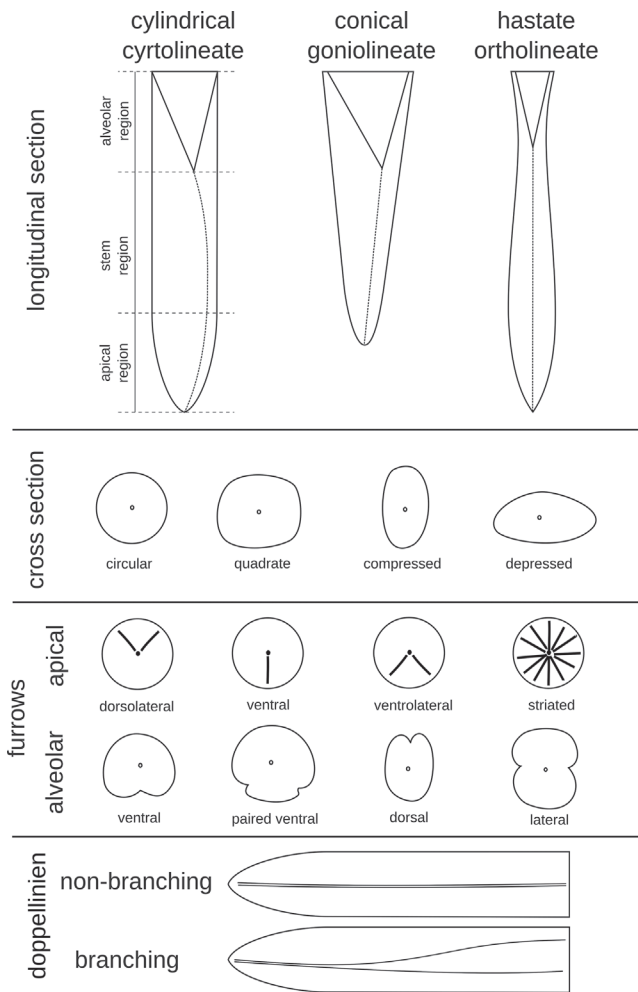 cylindrical
cyrtolineate
conical
goniolineate
hastate
ortholineate
longitudinal section
alveolar
region
stem
region
apical
region
cross section
circular
quadrate
compressed
depressed
furrows
apical
dorsolateral
ventral
ventrolateral
striated
alveolar
ventral
paired ventral
dorsal
lateral
doppellinien
non-branching
branching